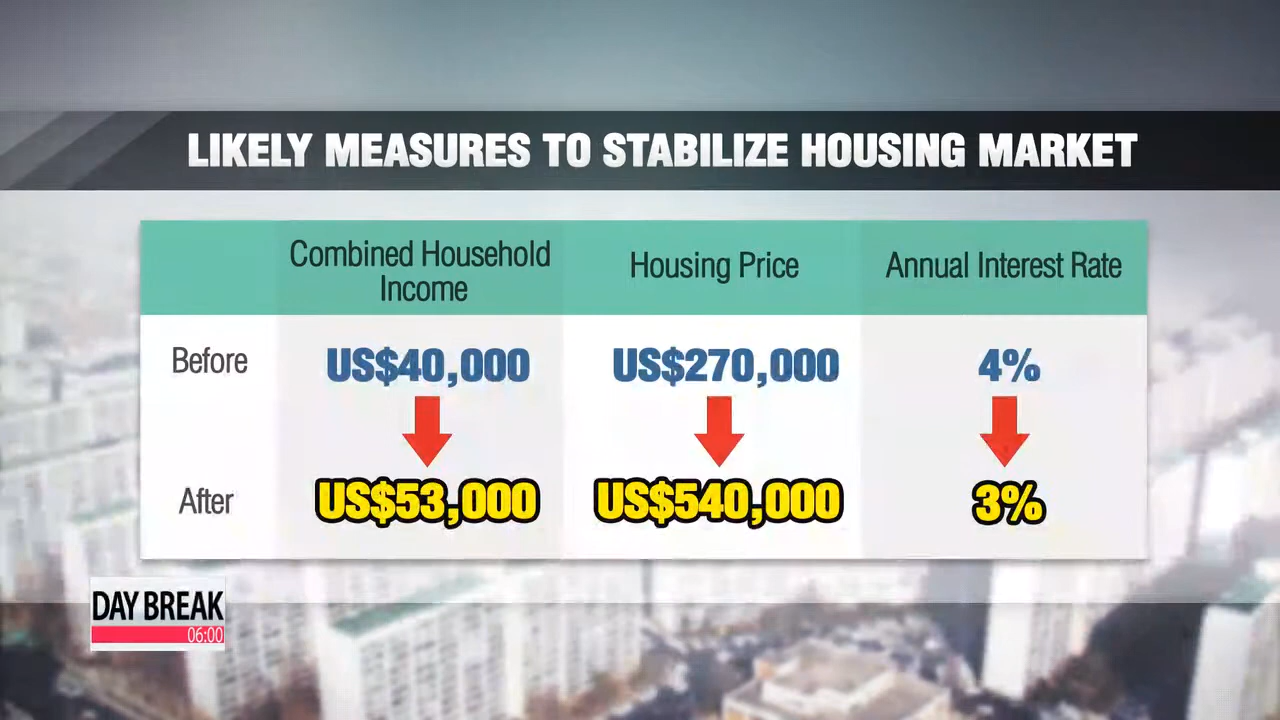 LIKELY MEASURES TO STABILIZE HOUSING MARKET
Combined Household
Income
Housing Price
Annual Interest Rate
Before
US$40,000
US$270,000
4%
After
US$53,000
US$540,000
3%
DAY BREAK
06:00